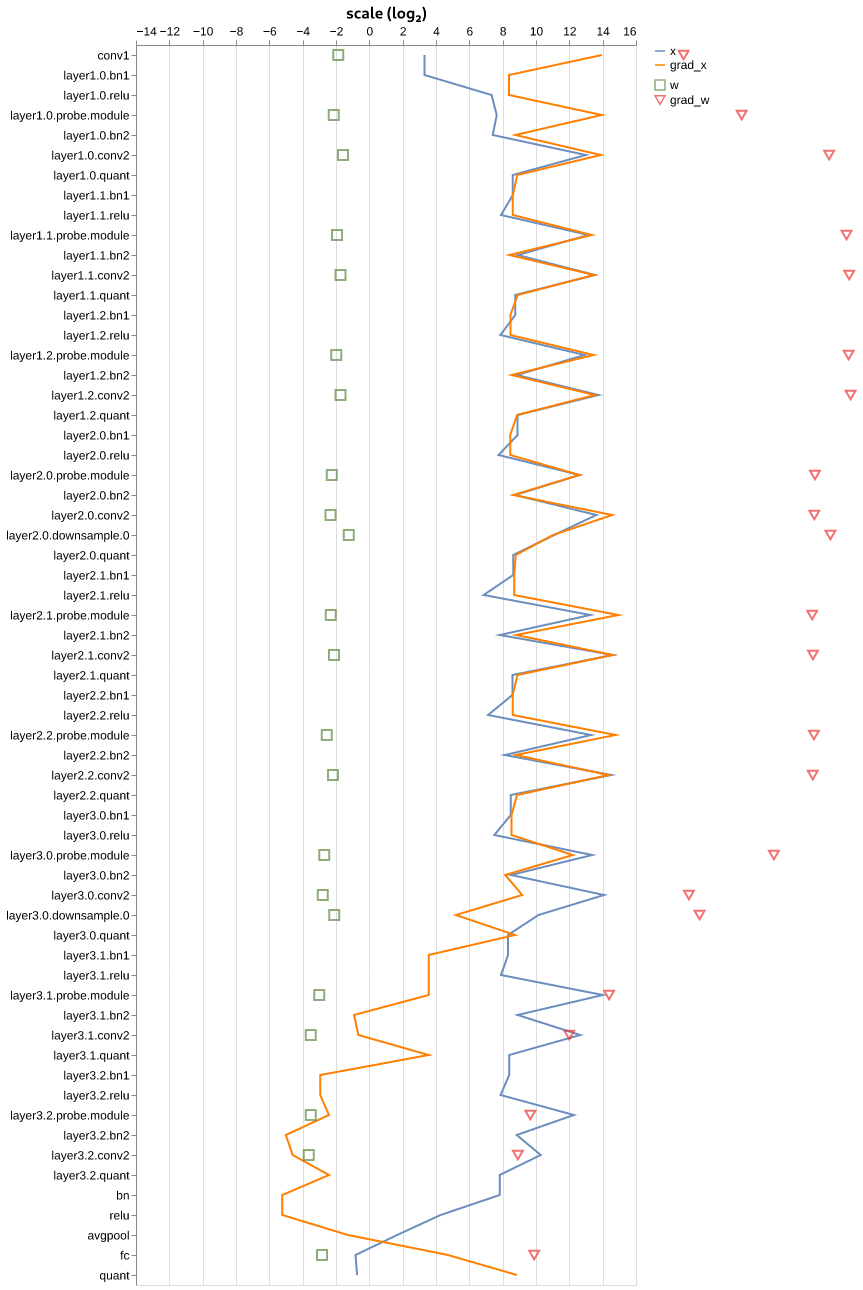 scale (log₂)
−14 −12 −10 −8 −6 −4 −2 0 2 4 6 8 10 12 14 16
x
grad_x
w
grad_w
conv1
layer1.0.bn1
layer1.0.relu
layer1.0.probe.module
layer1.0.bn2
layer1.0.conv2
layer1.0.quant
layer1.1.bn1
layer1.1.relu
layer1.1.probe.module
layer1.1.bn2
layer1.1.conv2
layer1.1.quant
layer1.2.bn1
layer1.2.relu
layer1.2.probe.module
layer1.2.bn2
layer1.2.conv2
layer1.2.quant
layer2.0.bn1
layer2.0.relu
layer2.0.probe.module
layer2.0.bn2
layer2.0.conv2
layer2.0.downsample.0
layer2.0.quant
layer2.1.bn1
layer2.1.relu
layer2.1.probe.module
layer2.1.bn2
layer2.1.conv2
layer2.1.quant
layer2.2.bn1
layer2.2.relu
layer2.2.probe.module
layer2.2.bn2
layer2.2.conv2
layer2.2.quant
layer3.0.bn1
layer3.0.relu
layer3.0.probe.module
layer3.0.bn2
layer3.0.conv2
layer3.0.downsample.0
layer3.0.quant
layer3.1.bn1
layer3.1.relu
layer3.1.probe.module
layer3.1.bn2
layer3.1.conv2
layer3.1.quant
layer3.2.bn1
layer3.2.relu
layer3.2.probe.module
layer3.2.bn2
layer3.2.conv2
layer3.2.quant
bn
relu
avgpool
fc
quant